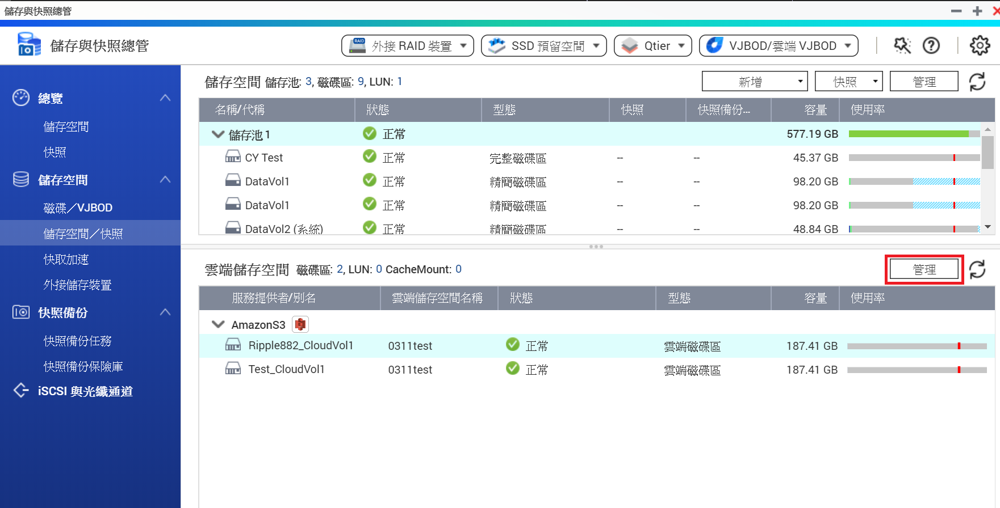 儲存與快照總管
儲存與快照總管
RAID 外接 RAID 裝置
SSD 預留空間
Qtier
VJBOD/雲端 VJBOD
總覽
儲存空間
快照
儲存空間
磁碟／VJBOD
儲存空間／快照
快取加速
外接儲存裝置
快照備份
快照備份任務
快照備份保險庫
iSCSI 與光纖通道
儲存空間 儲存池: 3, 磁碟區: 9, LUN: 1
新增
快照
管理
名稱/代稱 狀態 型態 快照 快照備份... 容量 使用率
儲存池 1 正常 577.19 GB
CY Test 正常 完整磁碟區 -- -- 45.37 GB
DataVol1 正常 精簡磁碟區 -- -- 98.20 GB
DataVol1 正常 精簡磁碟區 -- -- 98.20 GB
DataVol2 (系統) 正常 精簡磁碟區 -- -- 48.84 GB
雲端儲存空間 磁碟區: 2, LUN: 0 CacheMount: 0
管理
服務提供者/別名 雲端儲存空間名稱 狀態 型態 容量 使用率
AmazonS3
Ripple882_CloudVol1 0311test 正常 雲端磁碟區 187.41 GB
Test_CloudVol1 0311test 正常 雲端磁碟區 187.41 GB